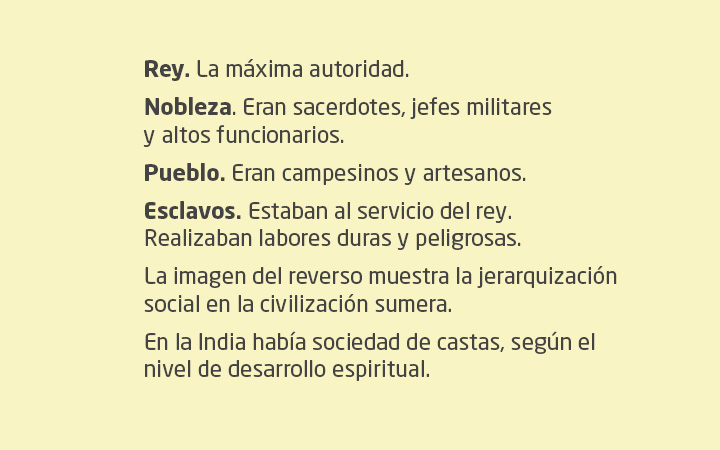 Rey. La máxima autoridad.
Nobleza. Eran sacerdotes, jefes militares
y altos funcionarios.
Pueblo. Eran campesinos y artesanos.
Esclavos. Estaban al servicio del rey.
Realizaban labores duras y peligrosas.
La imagen del reverso muestra la jerarquización
social en la civilización sumera.
En la India había sociedad de castas, según el
nivel de desarrollo espiritual.